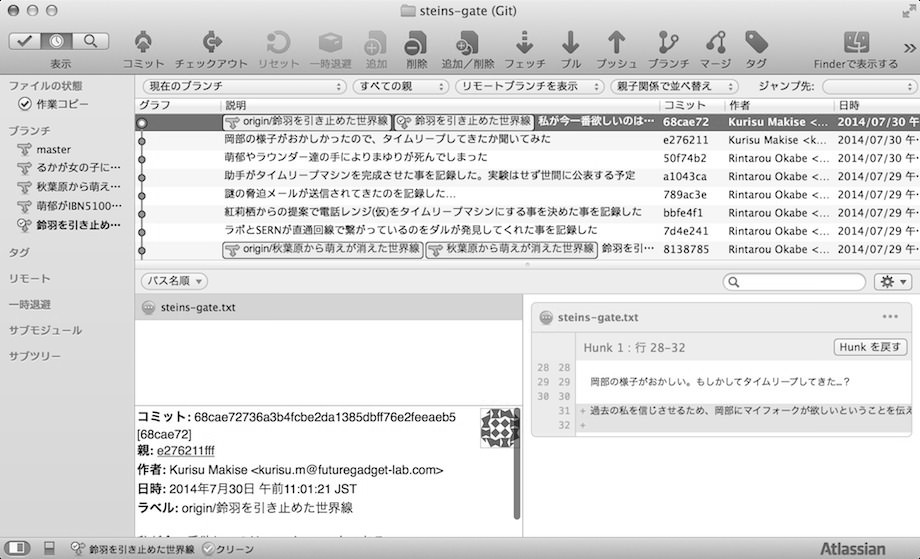 steins-gate (Git)
表示 コミット チェックアウト リセット 一時退避 追加 削除 追加/削除 フェッチ プル プッシュ ブランチ マージ タグ Finderで表示する
ファイルの状態
作業コピー
ブランチ
master
るかが女の子に…
秋葉原から萌え…
萌郁がIBN5100…
鈴羽を引き止め…
タグ
リモート
一時退避
サブモジュール
サブツリー
現在のブランチ すべての親 リモートブランチを表示 親子関係で並べ替え ジャンプ先:
グラフ 説明 コミット 作者 日時
origin/鈴羽を引き止めた世界線 鈴羽を引き止めた世界線 私が今一番欲しいのは… 68cae72 Kurisu Makise <… 2014/07/30 午…
岡部の様子がおかしかったので、タイムリープしてきたか聞いてみた e276211 Kurisu Makise <… 2014/07/30 午…
萌郁やラウンダー達の手によりまゆりが死んでしまった 50f74b2 Rintarou Okabe <… 2014/07/30 午…
助手がタイムリープマシンを完成させた事を記録した。実験はせず世間に公表する予定 a1043ca Rintarou Okabe <… 2014/07/30 午…
謎の脅迫メールが送信されてきたのを記録した… 789ac3e Rintarou Okabe <… 2014/07/29 午…
紅莉栖からの提案で電話レンジ(仮)をタイムリープマシンにする事を決めた事を記録した bbfe4f1 Rintarou Okabe <… 2014/07/29 午…
ラボとSERNが直通回線で繋がっているのをダルが発見してくれた事を記録した 7d4e241 Rintarou Okabe <… 2014/07/29 午…
origin/秋葉原から萌えが消えた世界線 秋葉原から萌えが消えた世界線 鈴羽を引… 8138785 Rintarou Okabe <… 2014/07/29 午…
パス名順
steins-gate.txt
コミット: 68cae72736a3b4fcbe2da1385dbff76e2feeaeb5
[68cae72]
親: e276211fff
作者: Kurisu Makise <kurisu.m@futuregadget-lab.com>
日時: 2014年7月30日 午前11:01:21 JST
ラベル: origin/鈴羽を引き止めた世界線
steins-gate.txt
Hunk 1 : 行 28-32 Hunk を戻す
28 28
29 29 岡部の様子がおかしい。もしかしてタイムリープしてきた…?
30 30
31 + 過去の私を信じさせるため、岡部にマイフォークが欲しいということを伝え
32 +
鈴羽を引き止めた世界線 クリーン
Atlassian